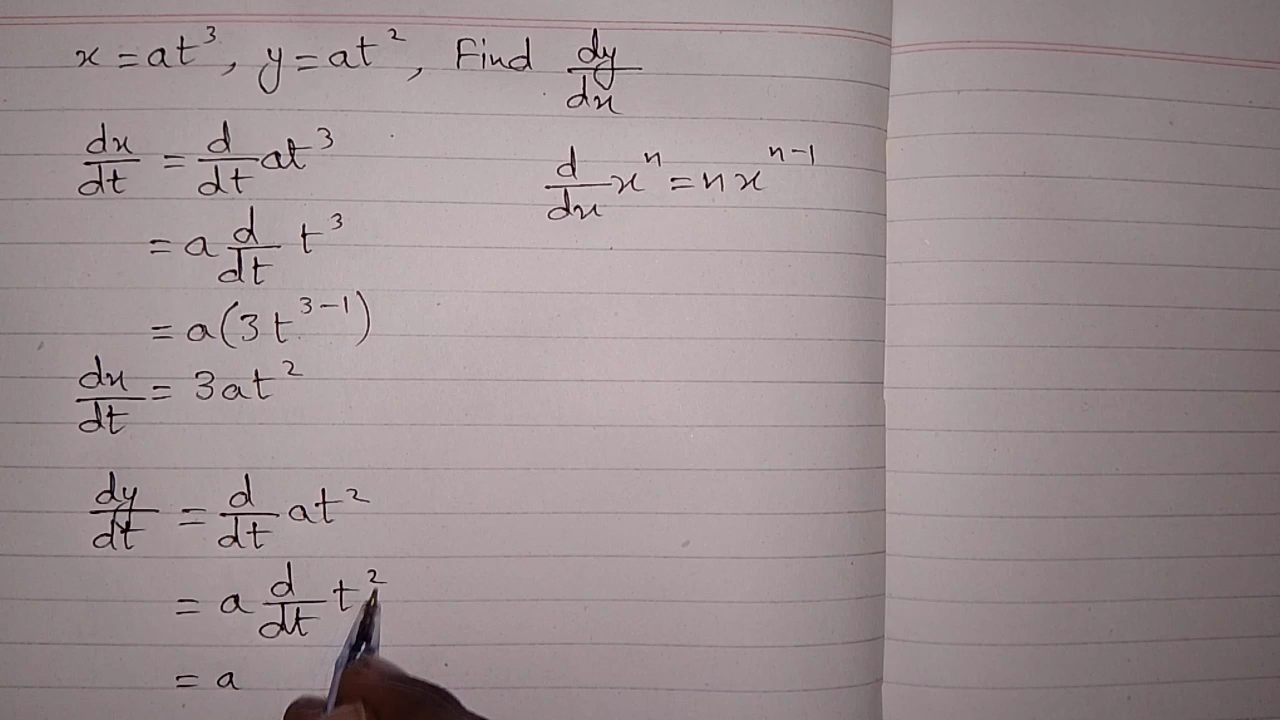 x = at³, y = at², Find dy/dx
dx/dt = d/dt at³
d/dx xⁿ = nxⁿ⁻¹
= a d/dt t³
= a(3t³⁻¹)
dx/dt = 3at²
dy/dt = d/dt at²
= a d/dt t²
= a